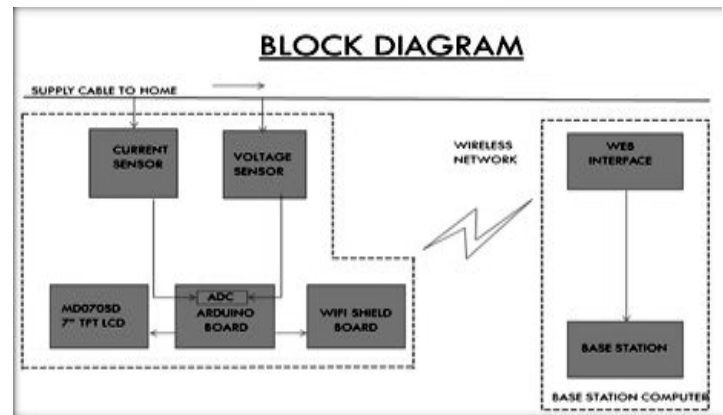 BLOCK DIAGRAM
SUPPLY CABLE TO HOME
CURRENT
SENSOR
VOLTAGE
SENSOR
WIRELESS
NETWORK
WEB
INTERFACE
ADC
MD070SD
7" TFT LCD
ARDUINO
BOARD
WIFI SHIELD
BOARD
BASE STATION
BASE STATION COMPUTER